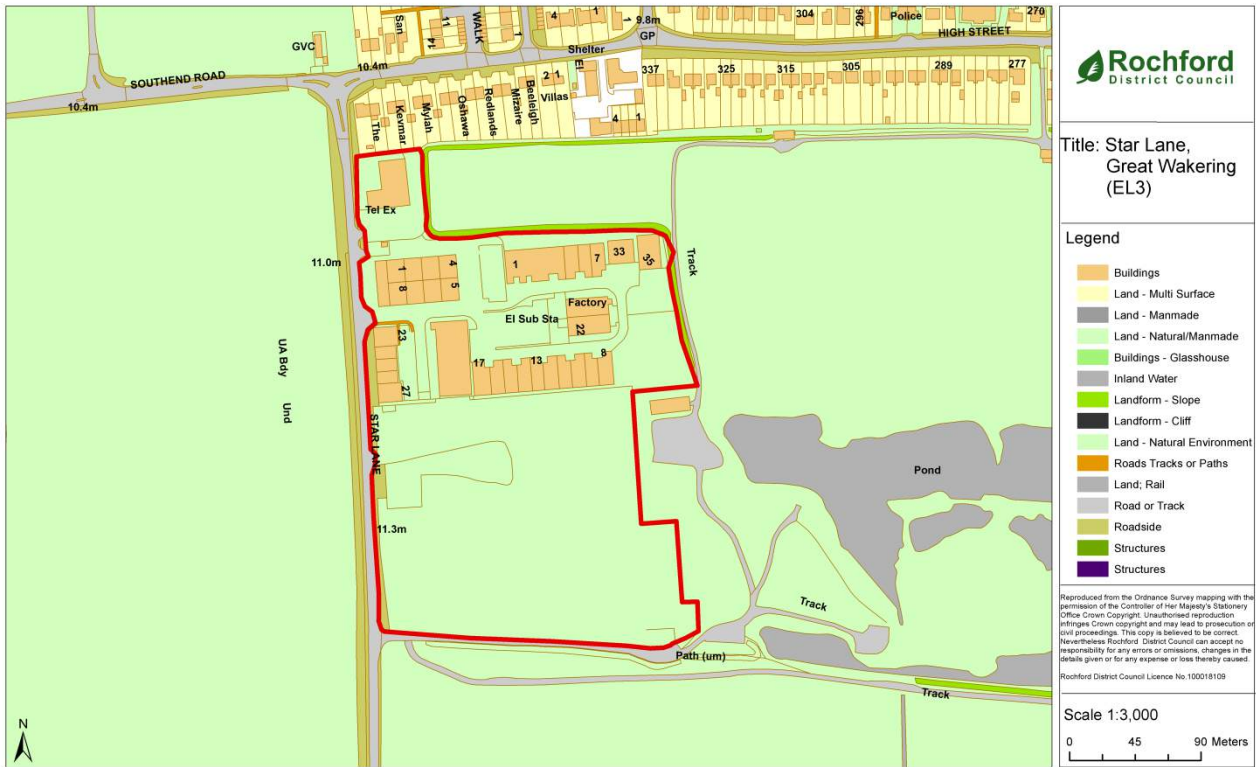 San
14
11
WALK
1
4
1
1
9.8m
GP
304
296
Police
270
HIGH STREET
GVC
Shelter
SOUTHEND ROAD
10.4m
10.4m
The
Kevmar
Mylah
Oshawa
Redlands
Mizaire
Beeleigh
2 1
Villas
El
4
1
337
325
315
305
289
277
Tel Ex
11.0m
1
4
8
5
1
7
33
35
Track
El Sub Sta
Factory
22
23
27
17
13
8
UA Bdy
Und
STAR LANE
11.3m
Pond
Track
Path (um)
Track
N
Rochford
District Council
Title: Star Lane,
Great Wakering
(EL3)
Legend
Buildings
Land - Multi Surface
Land - Manmade
Land - Natural/Manmade
Buildings - Glasshouse
Inland Water
Landform - Slope
Landform - Cliff
Land - Natural Environment
Roads Tracks or Paths
Land; Rail
Road or Track
Roadside
Structures
Structures
Reproduced from the Ordnance Survey mapping with the
permission of the Controller of Her Majesty's Stationery
Office Crown Copyright. Unauthorised reproduction
infringes Crown copyright and may lead to prosecution or
civil proceedings. This copy is believed to be correct.
Nevertheless Rochford District Council can accept no
responsibility for any errors or omissions, changes in the
details given or for any expense or loss thereby caused.
Rochford District Council Licence No.100018109
Scale 1:3,000
0 45 90 Meters